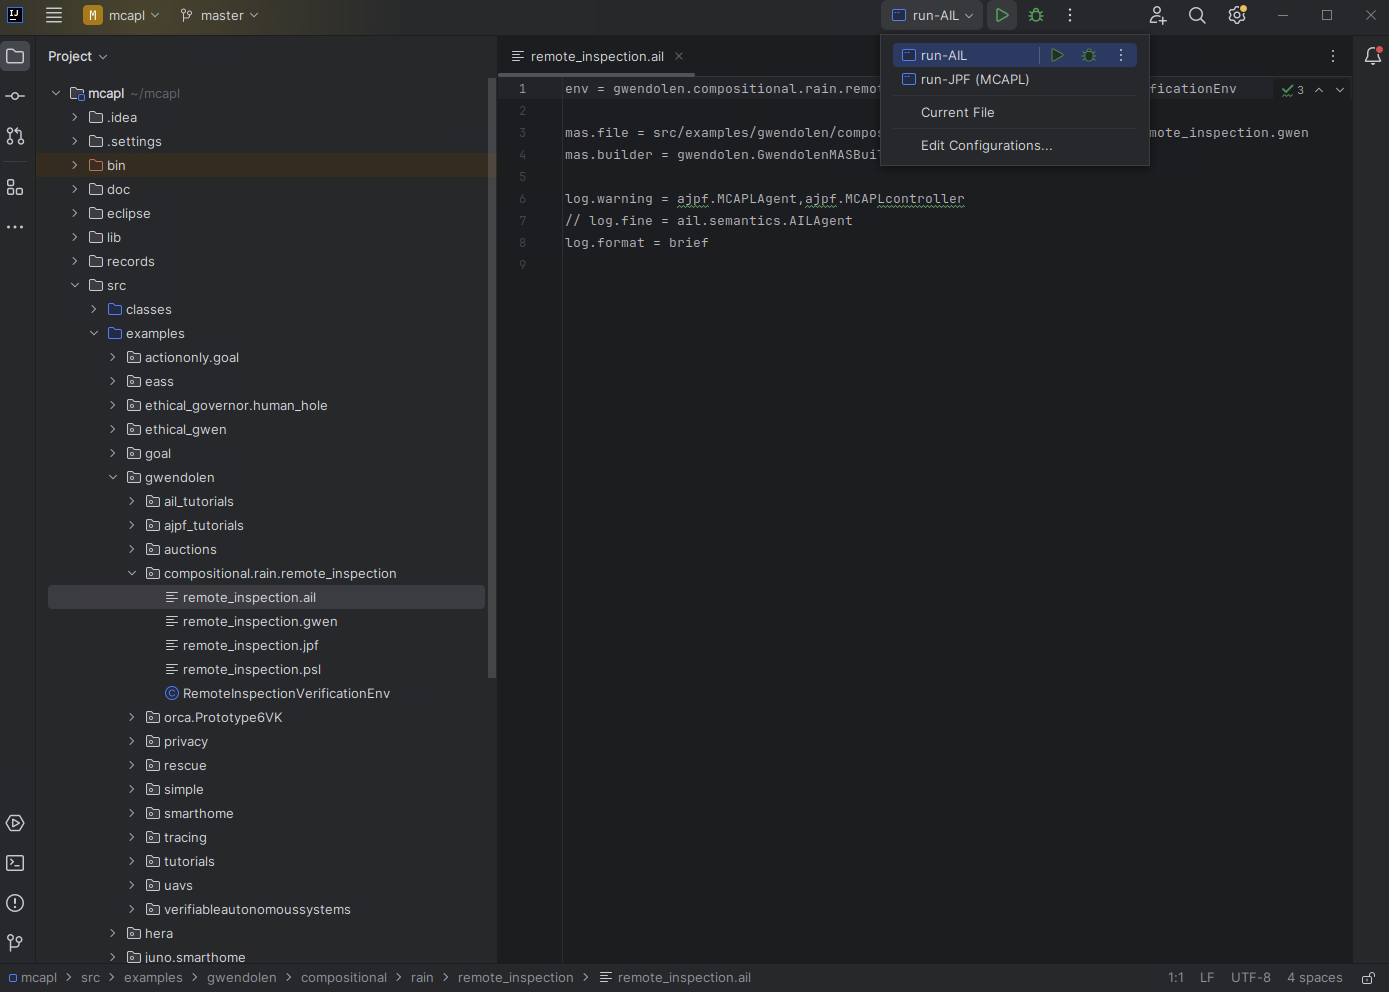 M mcapl master run-AIL
Project
mcapl ~/mcapl
.idea
.settings
bin
doc
eclipse
lib
records
src
classes
examples
actiononly.goal
eass
ethical_governor.human_hole
ethical_gwen
goal
gwendolen
ail_tutorials
ajpf_tutorials
auctions
compositional.rain.remote_inspection
remote_inspection.ail
remote_inspection.gwen
remote_inspection.jpf
remote_inspection.psl
RemoteInspectionVerificationEnv
orca.Prototype6VK
privacy
rescue
simple
smarthome
tracing
tutorials
uavs
verifiableautonomoussystems
hera
juno.smarthome
remote_inspection.ail
1 env = gwendolen.compositional.rain.remo ificationEnv 3
2
3 mas.file = src/examples/gwendolen/compo mote_inspection.gwen
4 mas.builder = gwendolen.GwendolenMASBui
5
6 log.warning = ajpf.MCAPLAgent,ajpf.MCAPLcontroller
7 // log.fine = ail.semantics.AILAgent
8 log.format = brief
9
run-AIL
run-JPF (MCAPL)
Current File
Edit Configurations...
mcapl > src > examples > gwendolen > compositional > rain > remote_inspection > remote_inspection.ail 1:1 LF UTF-8 4 spaces